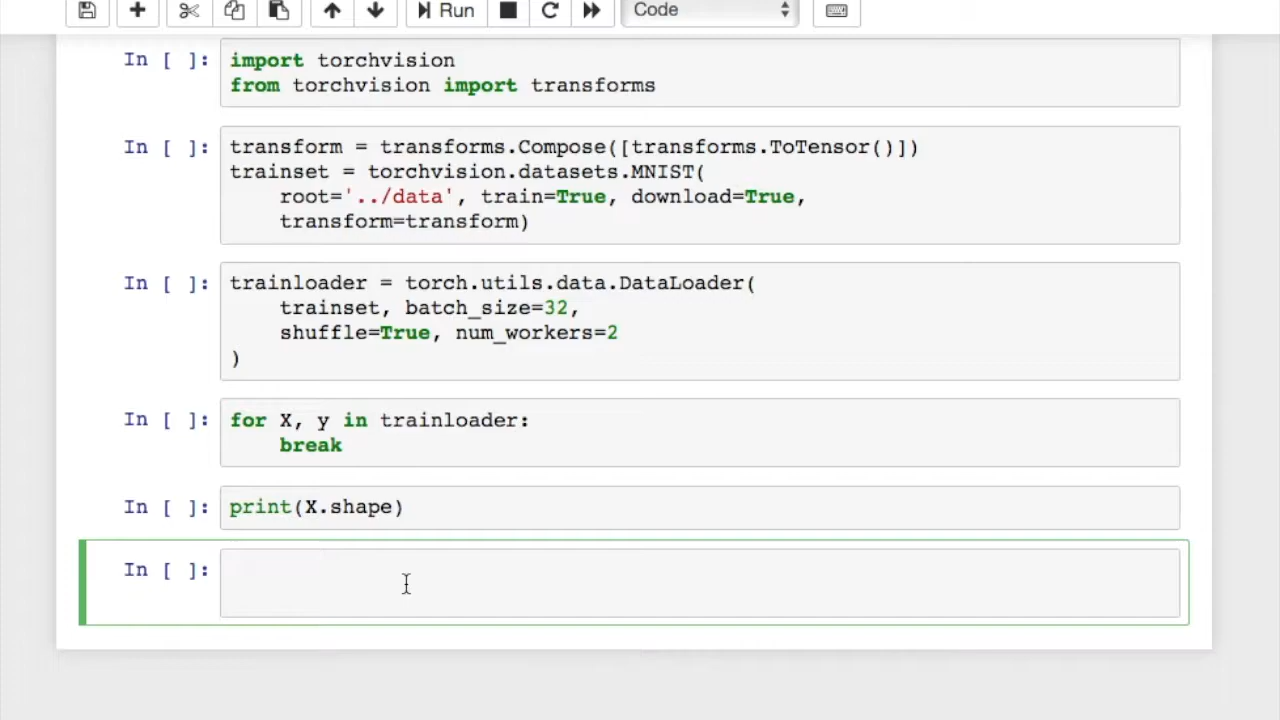 Run
Code
In [ ]:
import torchvision
from torchvision import transforms
In [ ]:
transform = transforms.Compose([transforms.ToTensor()])
trainset = torchvision.datasets.MNIST(
    root='../data', train=True, download=True,
    transform=transform)
In [ ]:
trainloader = torch.utils.data.DataLoader(
    trainset, batch_size=32,
    shuffle=True, num_workers=2
)
In [ ]:
for X, y in trainloader:
    break
In [ ]:
print(X.shape)
In [ ]: